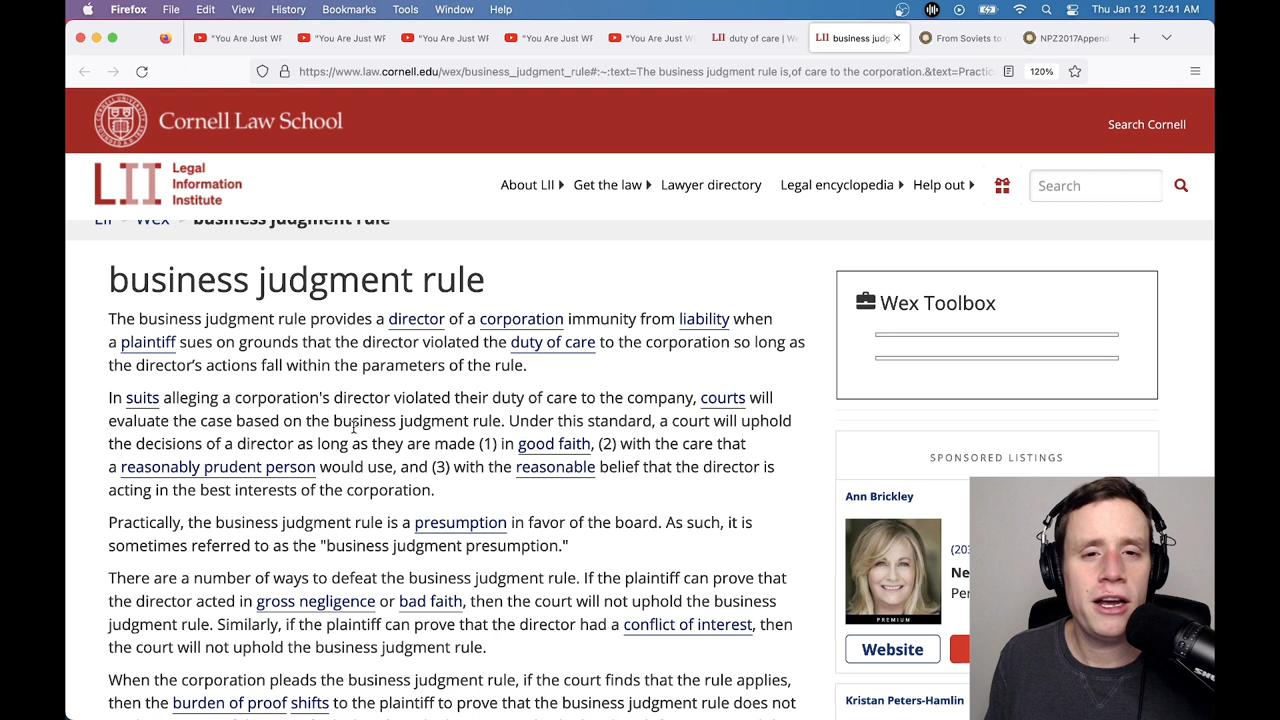 Firefox File Edit View History Bookmarks Tools Window Help Thu Jan 12 12:41 AM
"You Are Just WF "You Are Just WF "You Are Just WF "You Are Just WF "You Are Just WF duty of care | We business judg From Soviets to NPZ2017Append
https://www.law.cornell.edu/wex/business_judgment_rule#:~:text=The business judgment rule is,of care to the corporation.&text=Practic 120%
Cornell Law School
Search Cornell
LII Legal Information Institute
About LII Get the law Lawyer directory Legal encyclopedia Help out Search
LII Wex business judgment rule
business judgment rule
The business judgment rule provides a director of a corporation immunity from liability when
a plaintiff sues on grounds that the director violated the duty of care to the corporation so long as
the director's actions fall within the parameters of the rule.
In suits alleging a corporation's director violated their duty of care to the company, courts will
evaluate the case based on the business judgment rule. Under this standard, a court will uphold
the decisions of a director as long as they are made (1) in good faith, (2) with the care that
a reasonably prudent person would use, and (3) with the reasonable belief that the director is
acting in the best interests of the corporation.
Practically, the business judgment rule is a presumption in favor of the board. As such, it is
sometimes referred to as the "business judgment presumption."
There are a number of ways to defeat the business judgment rule. If the plaintiff can prove that
the director acted in gross negligence or bad faith, then the court will not uphold the business
judgment rule. Similarly, if the plaintiff can prove that the director had a conflict of interest, then
the court will not uphold the business judgment rule.
When the corporation pleads the business judgment rule, if the court finds that the rule applies,
then the burden of proof shifts to the plaintiff to prove that the business judgment rule does not
Wex Toolbox
SPONSORED LISTINGS
Ann Brickley
(203
Ne
Per
PREMIUM
Website
Kristan Peters-Hamlin